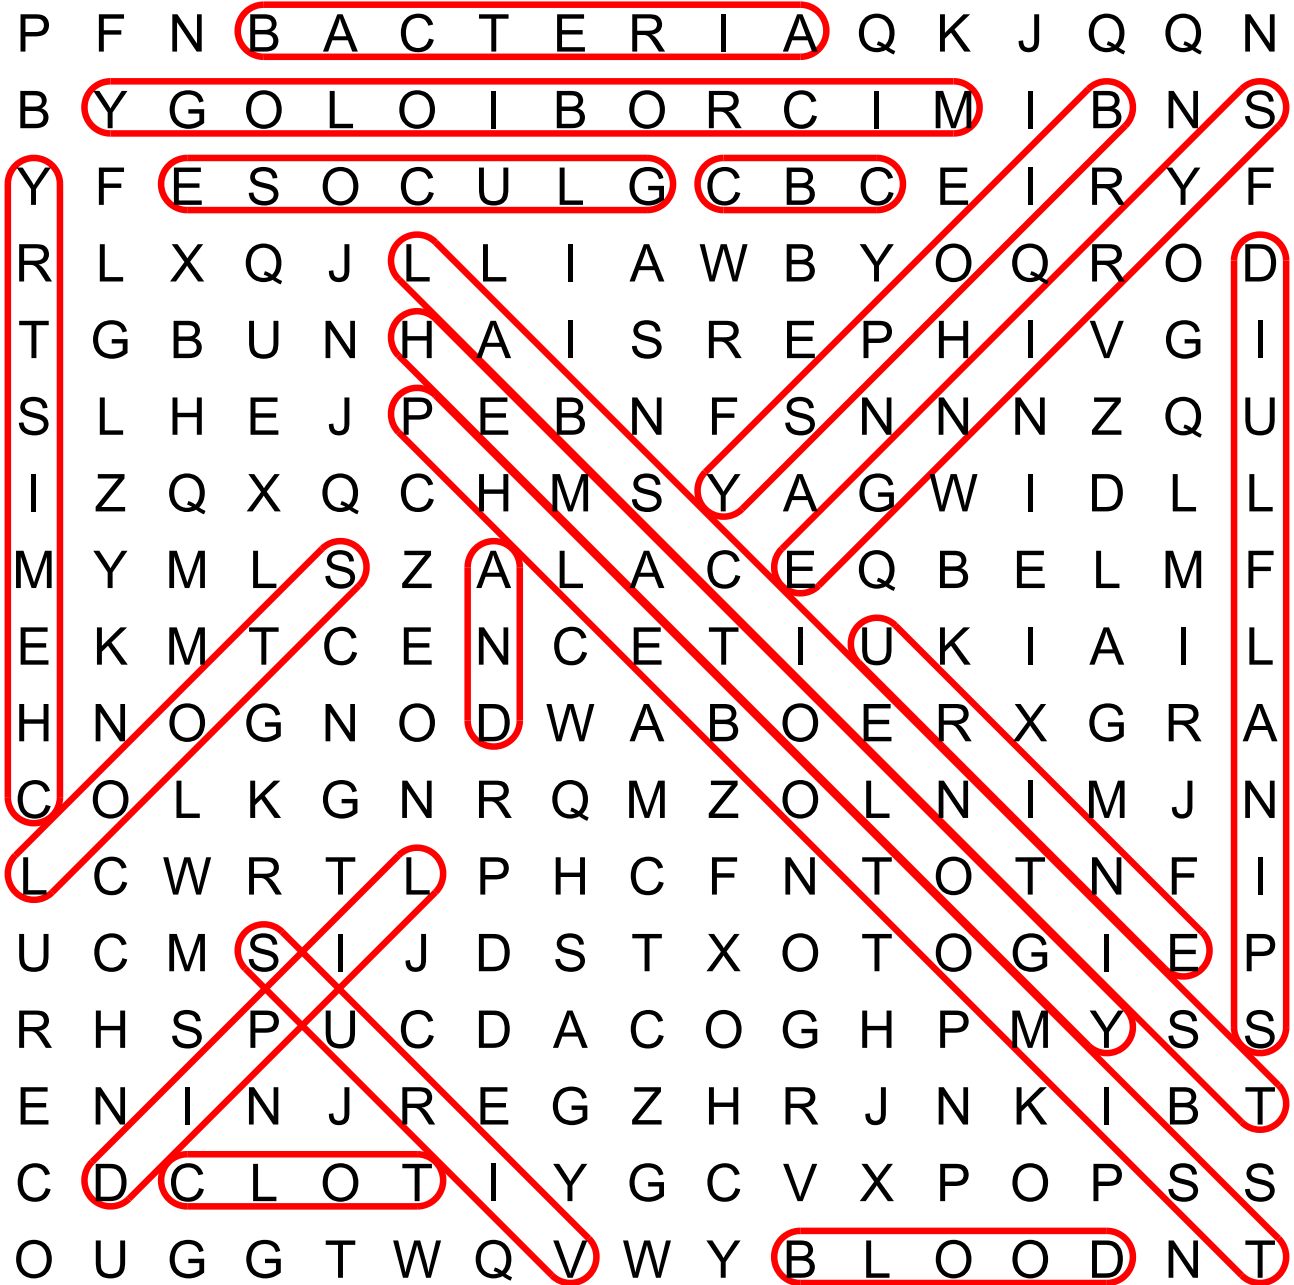 P F N B A C T E R I A Q K J Q Q N
B Y G O L O I B O R C I M I B N S
Y F E S O C U L G C B C E I R Y F
R L X Q J L L I A W B Y O Q R O D
T G B U N H A I S R E P H I V G I
S L H E J P E B N F S N N N Z Q U
I Z Q X Q C H M S Y A G W I D L L
M Y M L S Z A L A C E Q B E L M F
E K M T C E N C E T I U K I A I L
H N O G N O D W A B O E R X G R A
C O L K G N R Q M Z O L N I M J N
L C W R T L P H C F N T O T N F I
U C M S I J D S T X O T O G I E P
R H S P U C D A C O G H P M Y S S
E N I N J R E G Z H R J N K I B T
C D C L O T I Y G C V X P O P S S
O U G G T W Q V W Y B L O O D N T